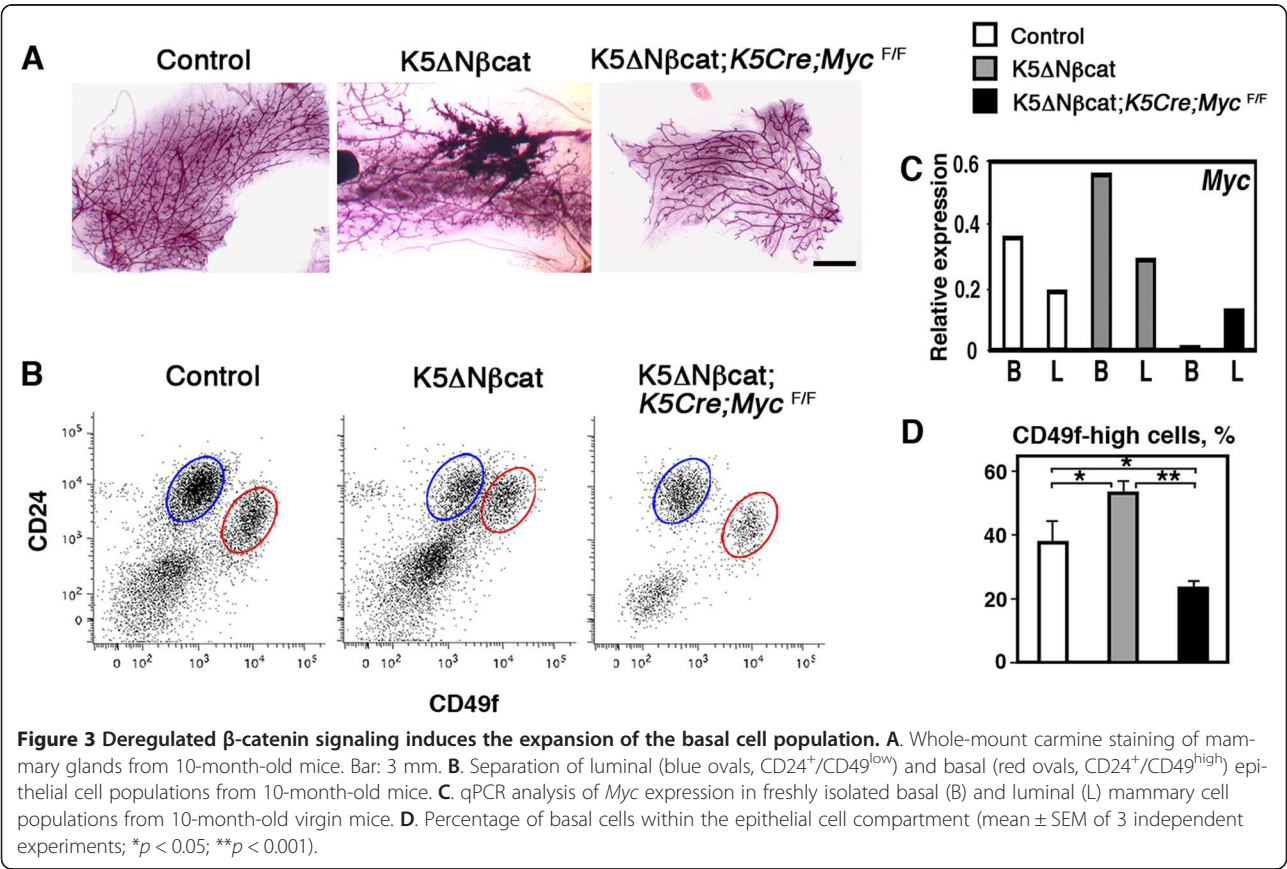 A
Control
K5ΔNβcat
K5ΔNβcat;K5Cre;Myc F/F
Control
K5ΔNβcat
K5ΔNβcat;K5Cre;Myc F/F
C
Myc
Relative expression
0.6
0.4
0.2
0
B L B L B L
B
Control
K5ΔNβcat
K5ΔNβcat;
K5Cre;Myc F/F
CD24
10⁵
10⁴
10³
10²
0
0 10² 10³ 10⁴ 10⁵
0 10² 10³ 10⁴ 10⁵
0 10² 10³ 10⁴ 10⁵
CD49f
D
CD49f-high cells, %
*
* **
60
40
20
0
Figure 3 Deregulated β-catenin signaling induces the expansion of the basal cell population. A. Whole-mount carmine staining of mam-
mary glands from 10-month-old mice. Bar: 3 mm. B. Separation of luminal (blue ovals, CD24⁺/CD49ˡᵒʷ) and basal (red ovals, CD24⁺/CD49ʰⁱᵍʰ) epi-
thelial cell populations from 10-month-old mice. C. qPCR analysis of Myc expression in freshly isolated basal (B) and luminal (L) mammary cell
populations from 10-month-old virgin mice. D. Percentage of basal cells within the epithelial cell compartment (mean ± SEM of 3 independent
experiments; *p < 0.05; **p < 0.001).